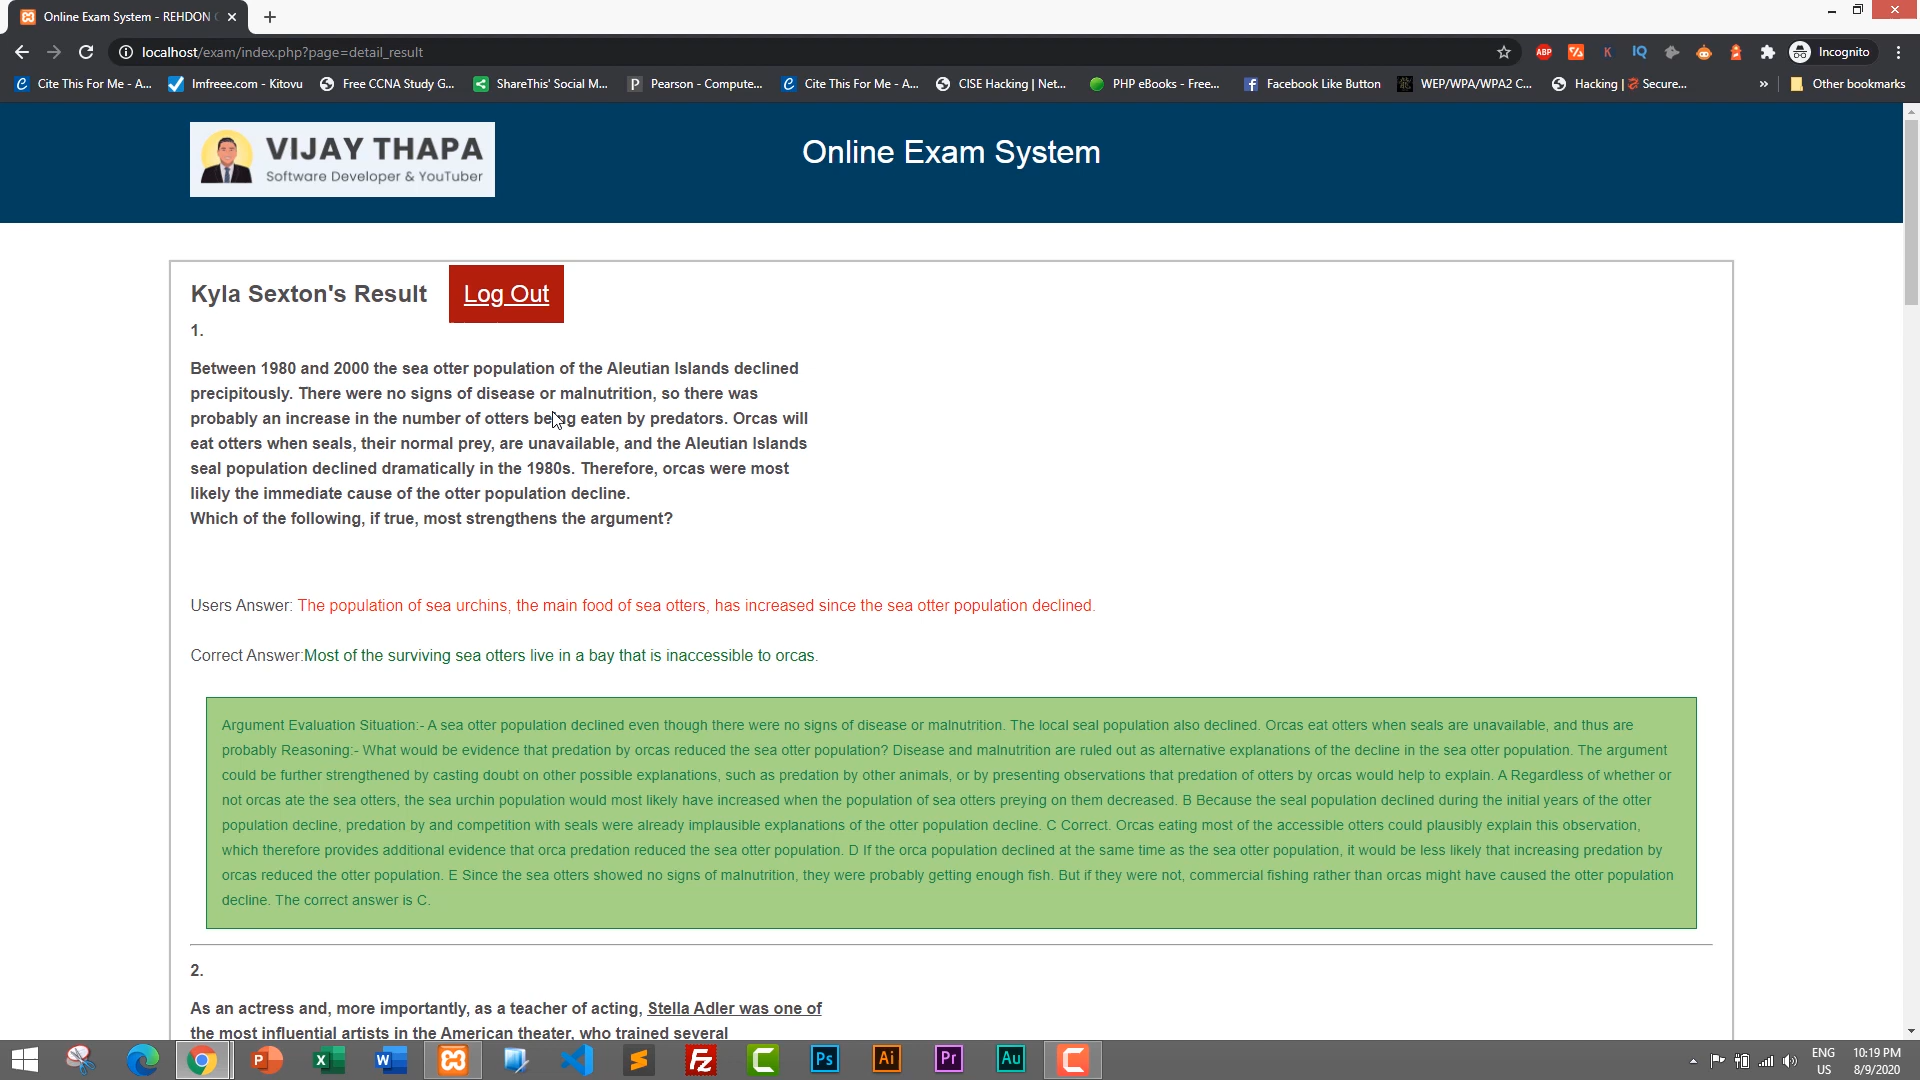 Online Exam System - REHDON
Incognito
localhost/exam/index.php?page=detail_result
Cite This For Me - A...
Imfreee.com - Kitovu
Free CCNA Study G...
ShareThis' Social M...
Pearson - Compute...
Cite This For Me - A...
CISE Hacking | Net...
PHP eBooks - Free...
Facebook Like Button
WEP/WPA/WPA2 C...
Hacking | Secure...
Other bookmarks
VIJAY THAPA
Software Developer & YouTuber
Online Exam System
Kyla Sexton's Result
Log Out
1.
Between 1980 and 2000 the sea otter population of the Aleutian Islands declined
precipitously. There were no signs of disease or malnutrition, so there was
probably an increase in the number of otters being eaten by predators. Orcas will
eat otters when seals, their normal prey, are unavailable, and the Aleutian Islands
seal population declined dramatically in the 1980s. Therefore, orcas were most
likely the immediate cause of the otter population decline.
Which of the following, if true, most strengthens the argument?
Users Answer: The population of sea urchins, the main food of sea otters, has increased since the sea otter population declined.
Correct Answer:Most of the surviving sea otters live in a bay that is inaccessible to orcas.
Argument Evaluation Situation:- A sea otter population declined even though there were no signs of disease or malnutrition. The local seal population also declined. Orcas eat otters when seals are unavailable, and thus are
probably Reasoning:- What would be evidence that predation by orcas reduced the sea otter population? Disease and malnutrition are ruled out as alternative explanations of the decline in the sea otter population. The argument
could be further strengthened by casting doubt on other possible explanations, such as predation by other animals, or by presenting observations that predation of otters by orcas would help to explain. A Regardless of whether or
not orcas ate the sea otters, the sea urchin population would most likely have increased when the population of sea otters preying on them decreased. B Because the seal population declined during the initial years of the otter
population decline, predation by and competition with seals were already implausible explanations of the otter population decline. C Correct. Orcas eating most of the accessible otters could plausibly explain this observation,
which therefore provides additional evidence that orca predation reduced the sea otter population. D If the orca population declined at the same time as the sea otter population, it would be less likely that increasing predation by
orcas reduced the otter population. E Since the sea otters showed no signs of malnutrition, they were probably getting enough fish. But if they were not, commercial fishing rather than orcas might have caused the otter population
decline. The correct answer is C.
2.
As an actress and, more importantly, as a teacher of acting, Stella Adler was one of
the most influential artists in the American theater, who trained several
ENG
US
10:19 PM
8/9/2020